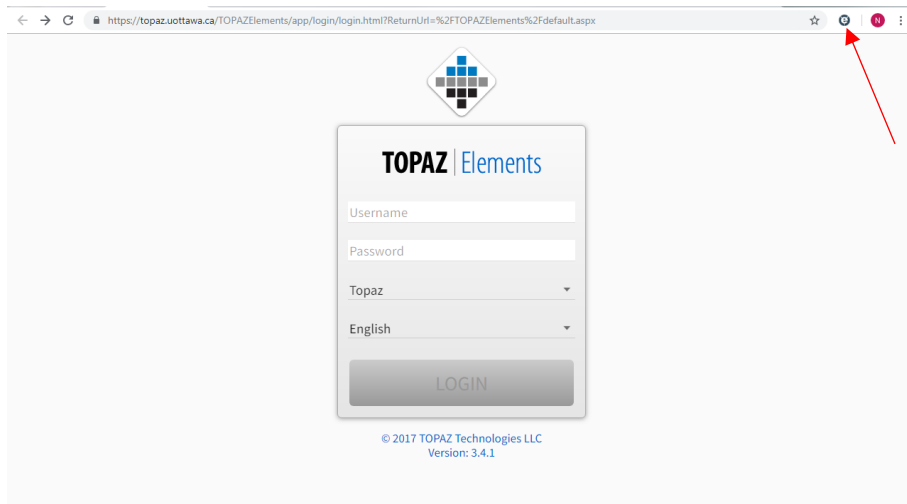 https://topaz.uottawa.ca/TOPAZElements/app/login/login.html?ReturnUrl=%2FTOPAZElements%2Fdefault.aspx
N
TOPAZ | Elements
Username
Password
Topaz
English
LOGIN
© 2017 TOPAZ Technologies LLC
Version: 3.4.1